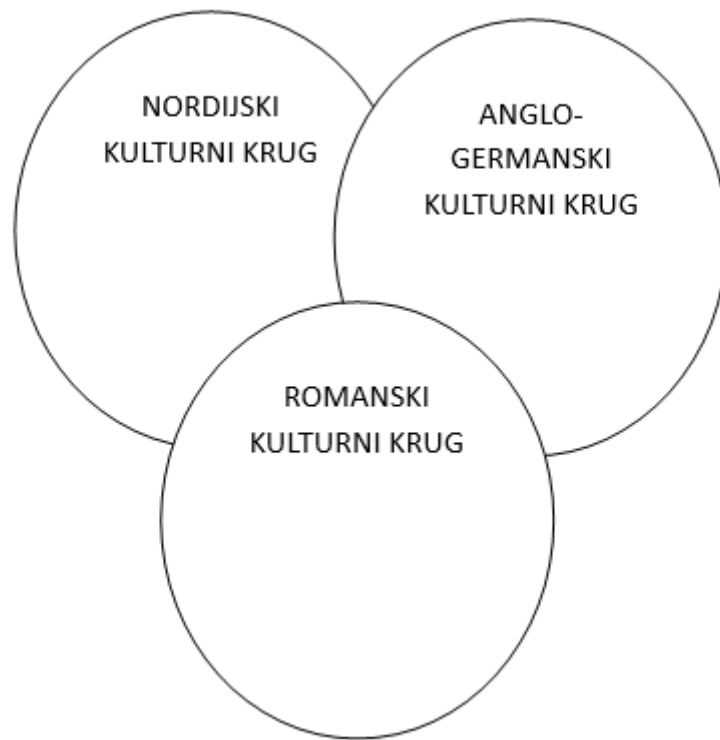 NORDIJSKI
KULTURNI KRUG
ANGLO-
GERMANSKI
KULTURNI KRUG
ROMANSKI
KULTURNI KRUG